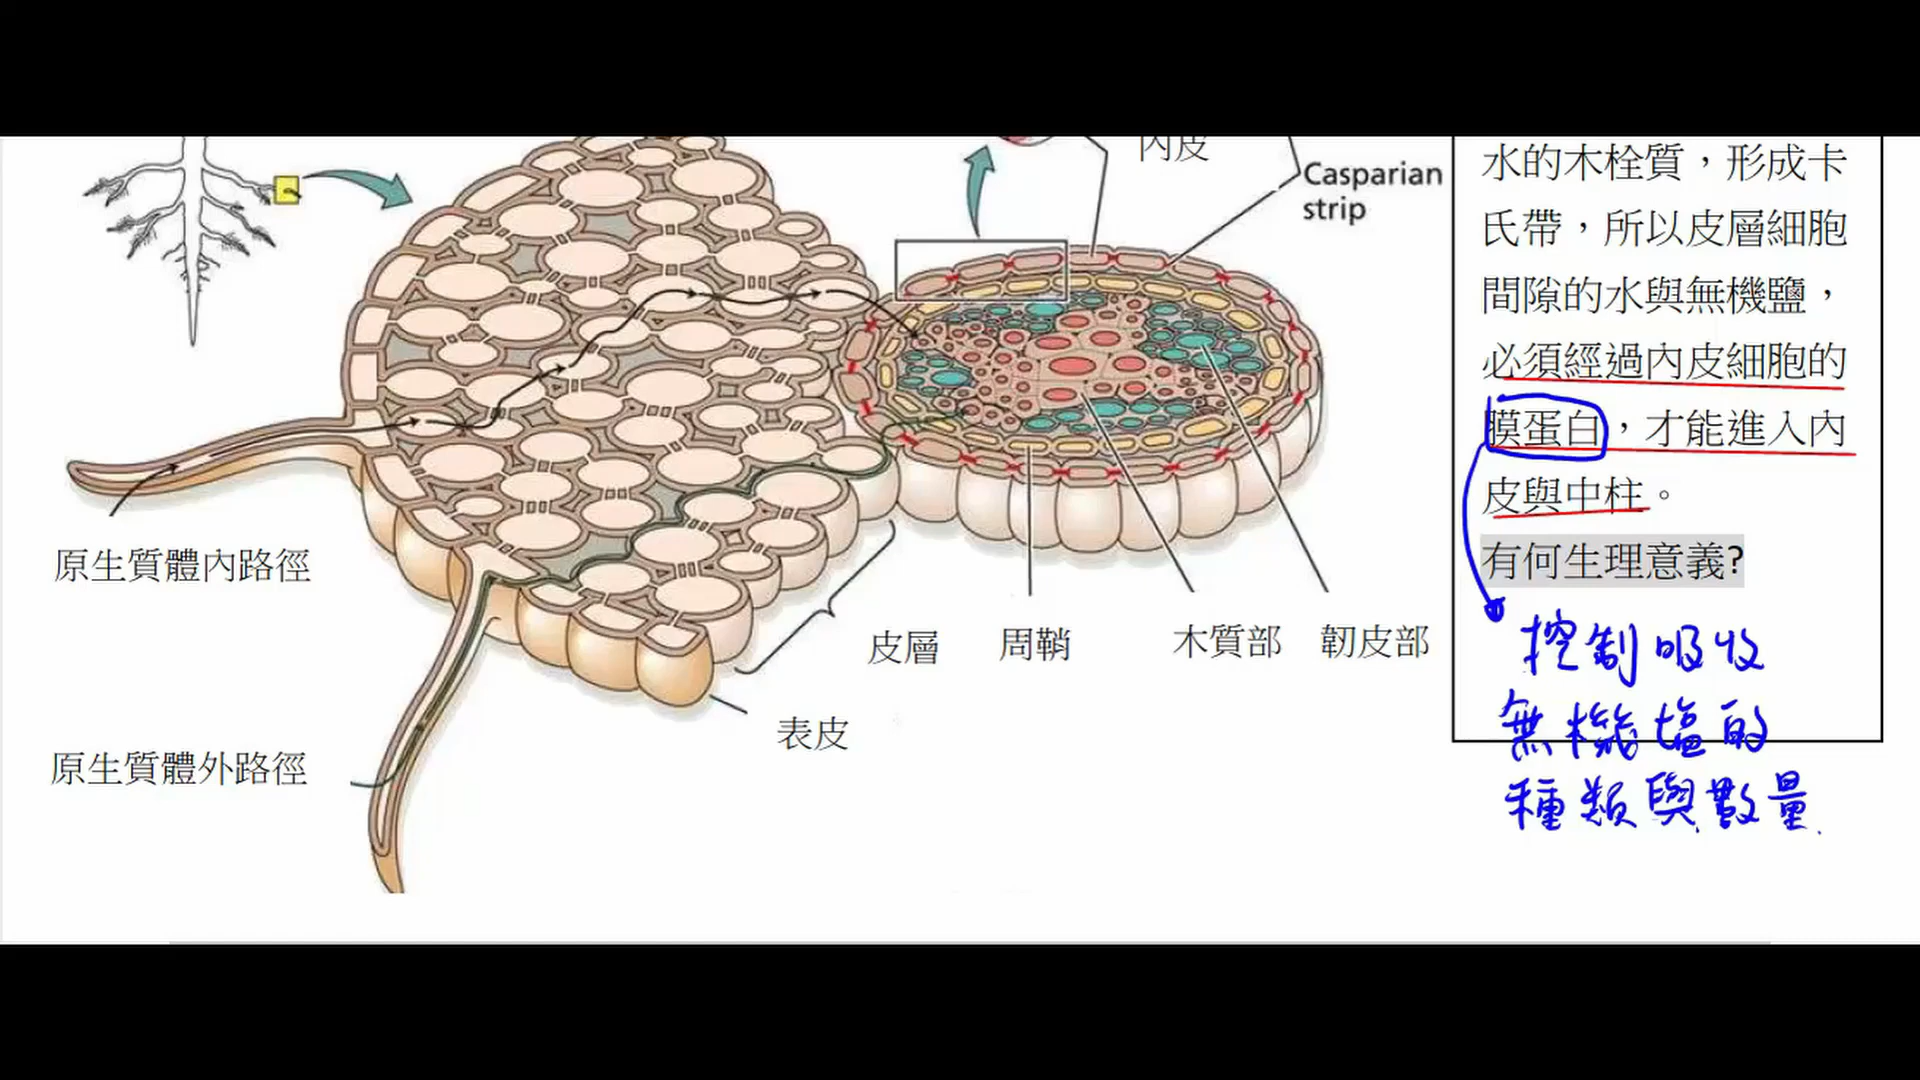 內皮
Casparian
strip
原生質體內路徑
原生質體外路徑
皮層
周鞘
木質部
韌皮部
表皮
水的木栓質，形成卡
氏帶，所以皮層細胞
間隙的水與無機鹽，
必須經過內皮細胞的
膜蛋白，才能進入內
皮與中柱。
有何生理意義?
控制吸收
無機塩的
種類與數量